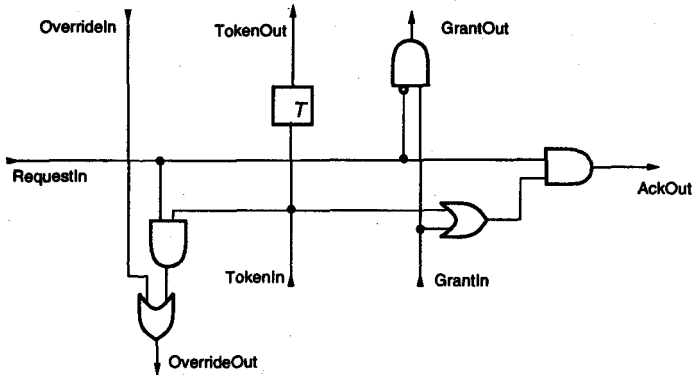 OverrideIn
TokenOut
GrantOut
T
RequestIn
AckOut
TokenIn
GrantIn
OverrideOut